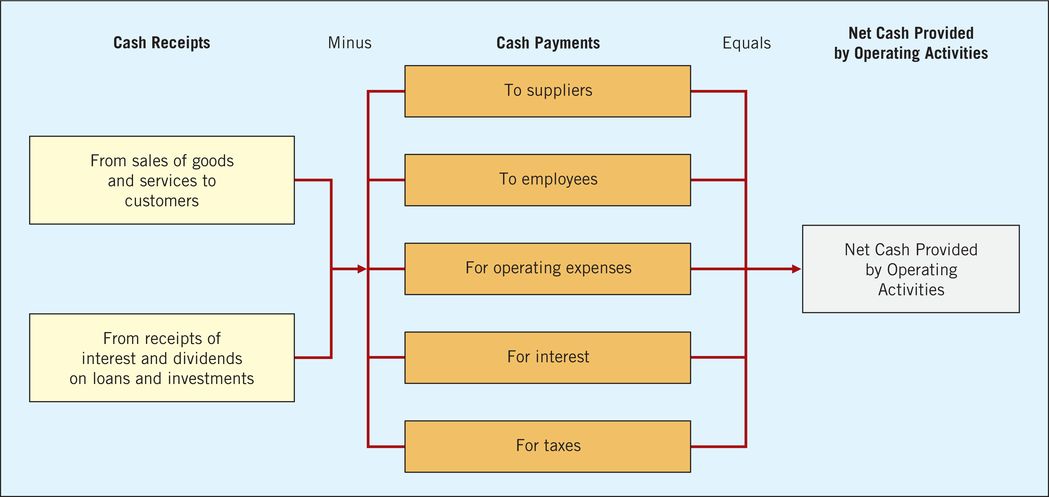 Cash Receipts
Minus
Cash Payments
Equals
Net Cash Provided
by Operating Activities
From sales of goods
and services to
customers
From receipts of
interest and dividends
on loans and investments
To suppliers
To employees
For operating expenses
For interest
For taxes
Net Cash Provided
by Operating
Activities